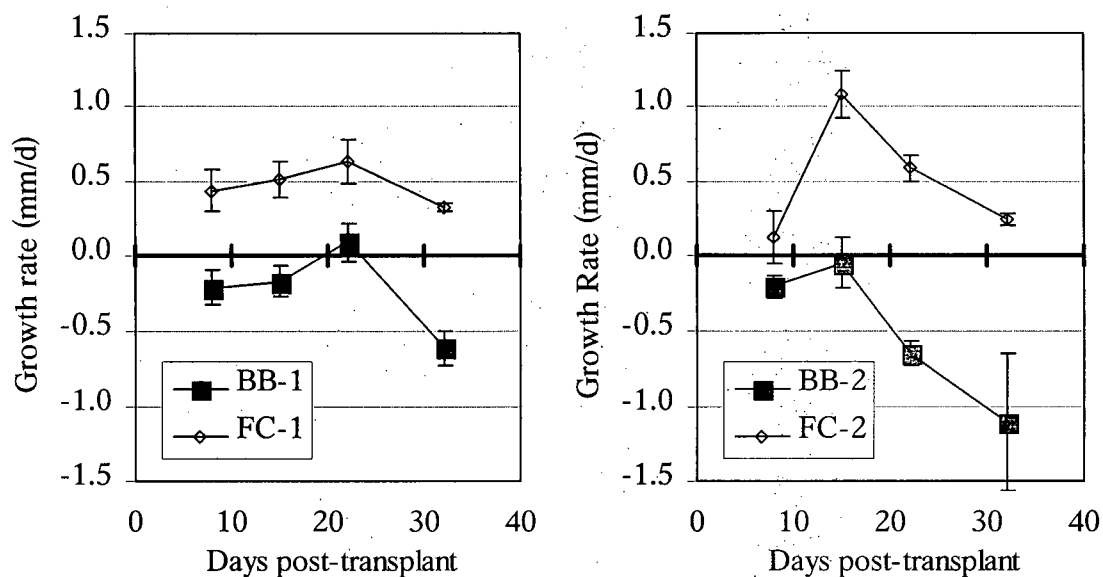 1.5
1.0
0.5
0.0
-0.5
-1.0
-1.5
Growth rate (mm/d)
BB-1
FC-1
0 10 20 30 40
Days post-transplant
1.5
1.0
0.5
0.0
-0.5
-1.0
-1.5
Growth Rate (mm/d)
BB-2
FC-2
0 10 20 30 40
Days post-transplant